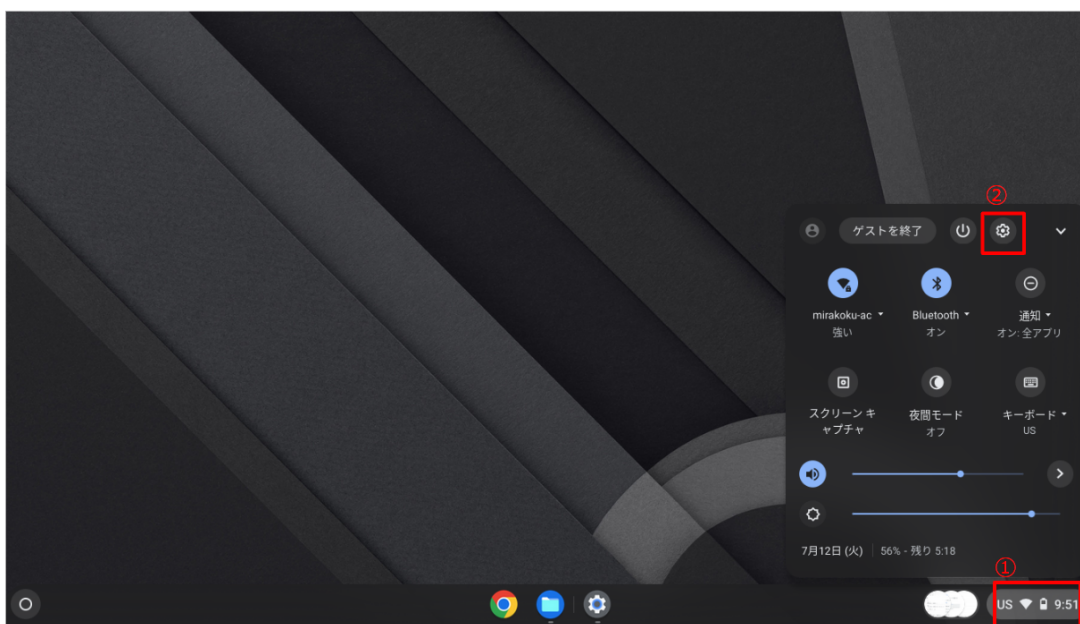 ②
ゲストを終了
mirakoku-ac
強い
Bluetooth
オン
通知
オン: 全アプリ
スクリーン キ
ャプチャ
夜間モード
オフ
キーボード
US
7月12日 (火)
56% - 残り 5:18
①
US 9:51